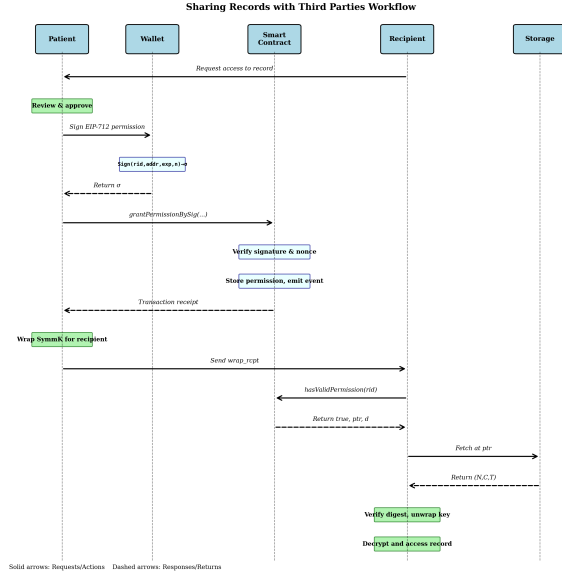 Sharing Records with Third Parties Workflow
Patient
Wallet
Smart
Contract
Recipient
Storage
Request access to record
Review & approve
Sign EIP-712 permission
Sign(rid,addr,exp,n)→σ
Return σ
grantPermissionBySig(...)
Verify signature & nonce
Store permission, emit event
Transaction receipt
Wrap SymmK for recipient
Send wrap_rcpt
hasValidPermission(rid)
Return true, ptr, d
Fetch at ptr
Return (N,C,T)
Verify digest, unwrap key
Decrypt and access record
Solid arrows: Requests/Actions    Dashed arrows: Responses/Returns